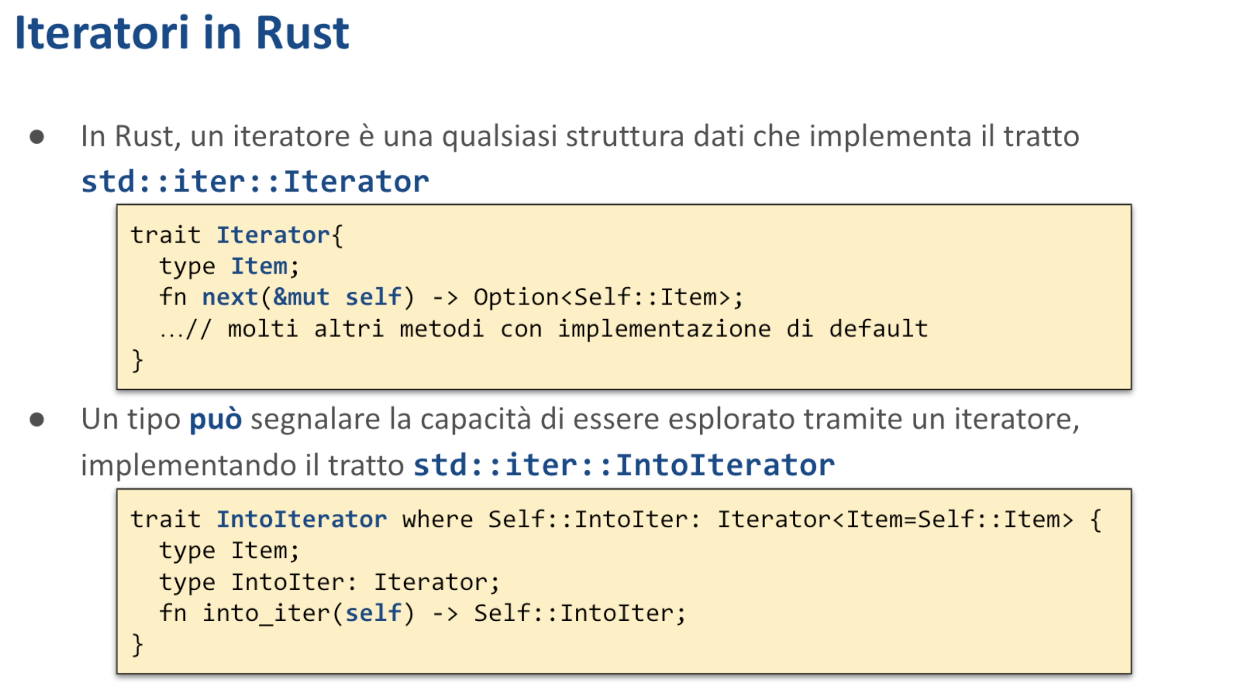 Iteratori in Rust
● In Rust, un iteratore è una qualsiasi struttura dati che implementa il tratto
std::iter::Iterator
trait Iterator{
  type Item;
  fn next(&mut self) -> Option<Self::Item>;
  …// molti altri metodi con implementazione di default
}
● Un tipo può segnalare la capacità di essere esplorato tramite un iteratore,
implementando il tratto std::iter::IntoIterator
trait IntoIterator where Self::IntoIter: Iterator<Item=Self::Item> {
  type Item;
  type IntoIter: Iterator;
  fn into_iter(self) -> Self::IntoIter;
}